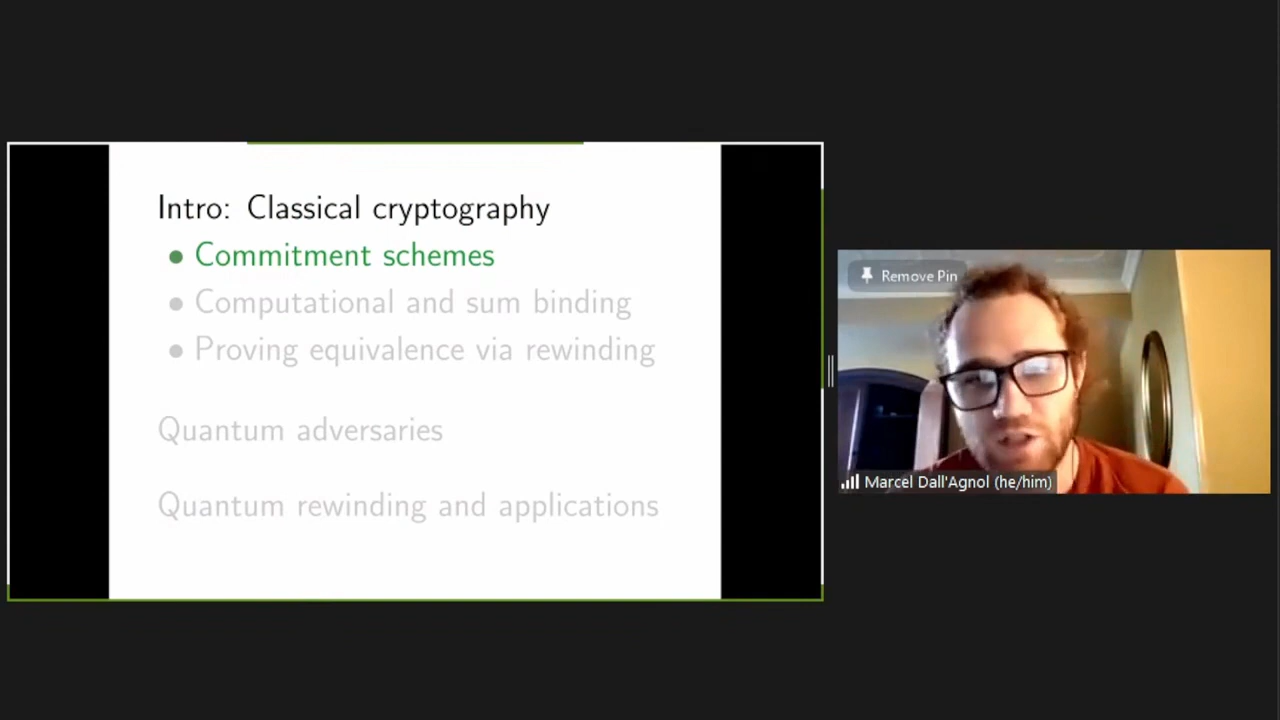 Intro: Classical cryptography
• Commitment schemes
• Computational and sum binding
• Proving equivalence via rewinding
Quantum adversaries
Quantum rewinding and applications
Remove Pin
Marcel Dall'Agnol (he/him)